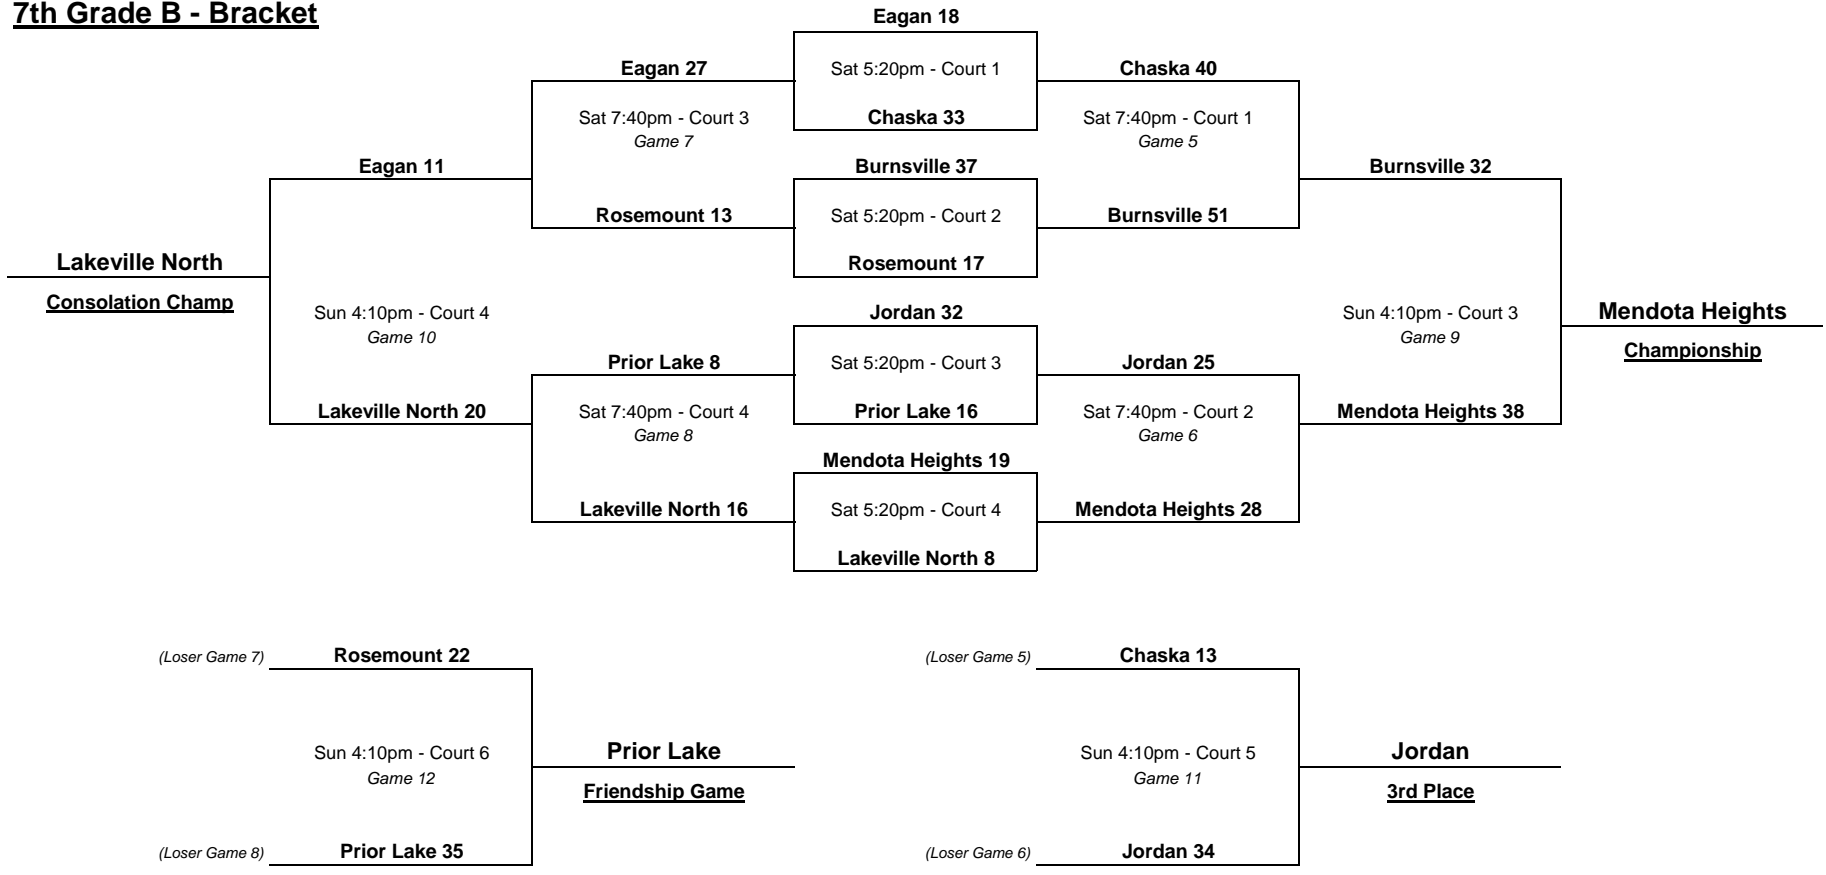 7th Grade B - Bracket
Eagan 18
Eagan 27
Sat 5:20pm - Court 1
Chaska 40
Sat 7:40pm - Court 3
Chaska 33
Sat 7:40pm - Court 1
Game 7
Game 5
Eagan 11
Burnsville 37
Burnsville 32
Rosemount 13
Sat 5:20pm - Court 2
Burnsville 51
Lakeville North
Rosemount 17
Consolation Champ
Sun 4:10pm - Court 4
Jordan 32
Sun 4:10pm - Court 3
Mendota Heights
Game 10
Game 9
Prior Lake 8
Sat 5:20pm - Court 3
Jordan 25
Championship
Lakeville North 20
Sat 7:40pm - Court 4
Prior Lake 16
Sat 7:40pm - Court 2
Mendota Heights 38
Game 8
Game 6
Mendota Heights 19
Lakeville North 16
Sat 5:20pm - Court 4
Mendota Heights 28
Lakeville North 8
(Loser Game 7)
Rosemount 22
(Loser Game 5)
Chaska 13
Sun 4:10pm - Court 6
Prior Lake
Sun 4:10pm - Court 5
Jordan
Game 12
Friendship Game
Game 11
3rd Place
(Loser Game 8)
Prior Lake 35
(Loser Game 6)
Jordan 34